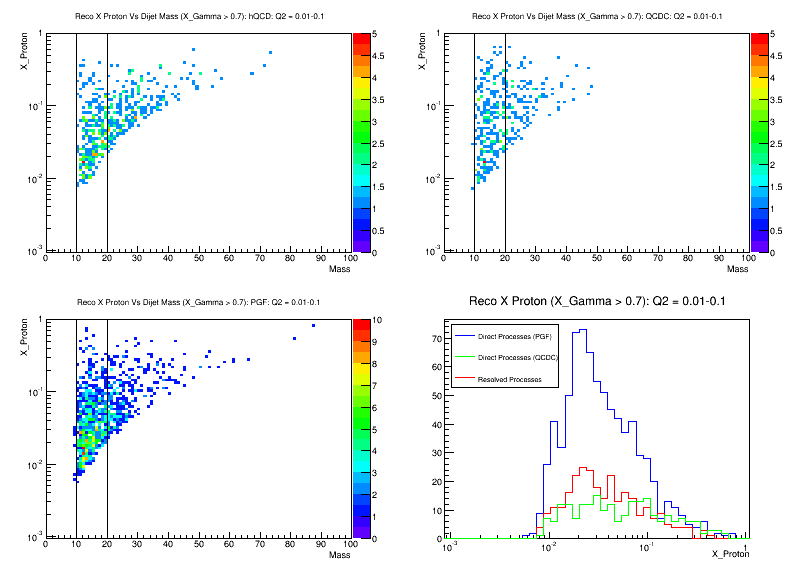 Reco X Proton Vs Dijet Mass (X_Gamma > 0.7): hQCD: Q2 = 0.01-0.1
X_Proton
1
10^-1
10^-2
10^-3
0 10 20 30 40 50 60 70 80 90 100
Mass
5
4.5
4
3.5
3
2.5
2
1.5
1
0.5
0
Reco X Proton Vs Dijet Mass (X_Gamma > 0.7): QCDC: Q2 = 0.01-0.1
X_Proton
1
10^-1
10^-2
10^-3
0 10 20 30 40 50 60 70 80 90 100
Mass
5
4.5
4
3.5
3
2.5
2
1.5
1
0.5
0
Reco X Proton Vs Dijet Mass (X_Gamma > 0.7): PGF: Q2 = 0.01-0.1
X_Proton
1
10^-1
10^-2
10^-3
0 10 20 30 40 50 60 70 80 90 100
Mass
10
9
8
7
6
5
4
3
2
1
0
Reco X Proton (X_Gamma > 0.7): Q2 = 0.01-0.1
Direct Processes (PGF)
Direct Processes (QCDC)
Resolved Processes
70
60
50
40
30
20
10
0
10^-3 10^-2 10^-1 1
X_Proton